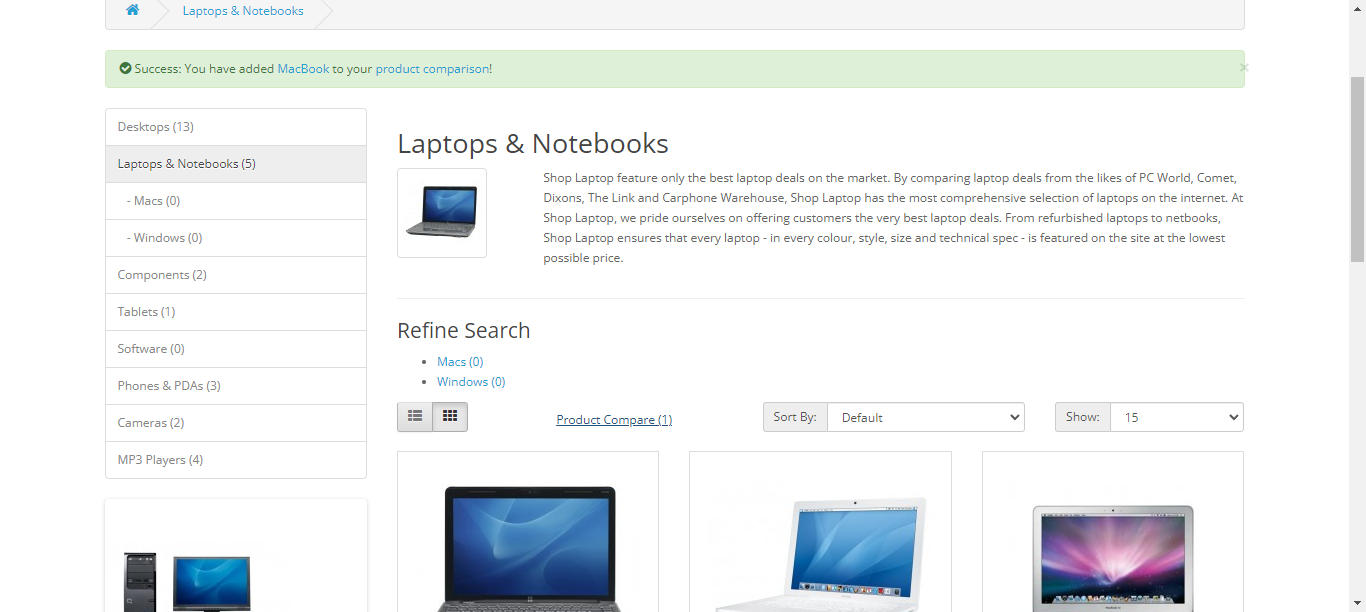 Laptops & Notebooks
Success: You have added MacBook to your product comparison!
×
Desktops (13)
Laptops & Notebooks (5)
- Macs (0)
- Windows (0)
Components (2)
Tablets (1)
Software (0)
Phones & PDAs (3)
Cameras (2)
MP3 Players (4)
Laptops & Notebooks
Shop Laptop feature only the best laptop deals on the market. By comparing laptop deals from the likes of PC World, Comet,
Dixons, The Link and Carphone Warehouse, Shop Laptop has the most comprehensive selection of laptops on the internet. At
Shop Laptop, we pride ourselves on offering customers the very best laptop deals. From refurbished laptops to netbooks,
Shop Laptop ensures that every laptop - in every colour, style, size and technical spec - is featured on the site at the lowest
possible price.
Refine Search
Macs (0)
Windows (0)
Product Compare (1)
Sort By: Default
Show: 15